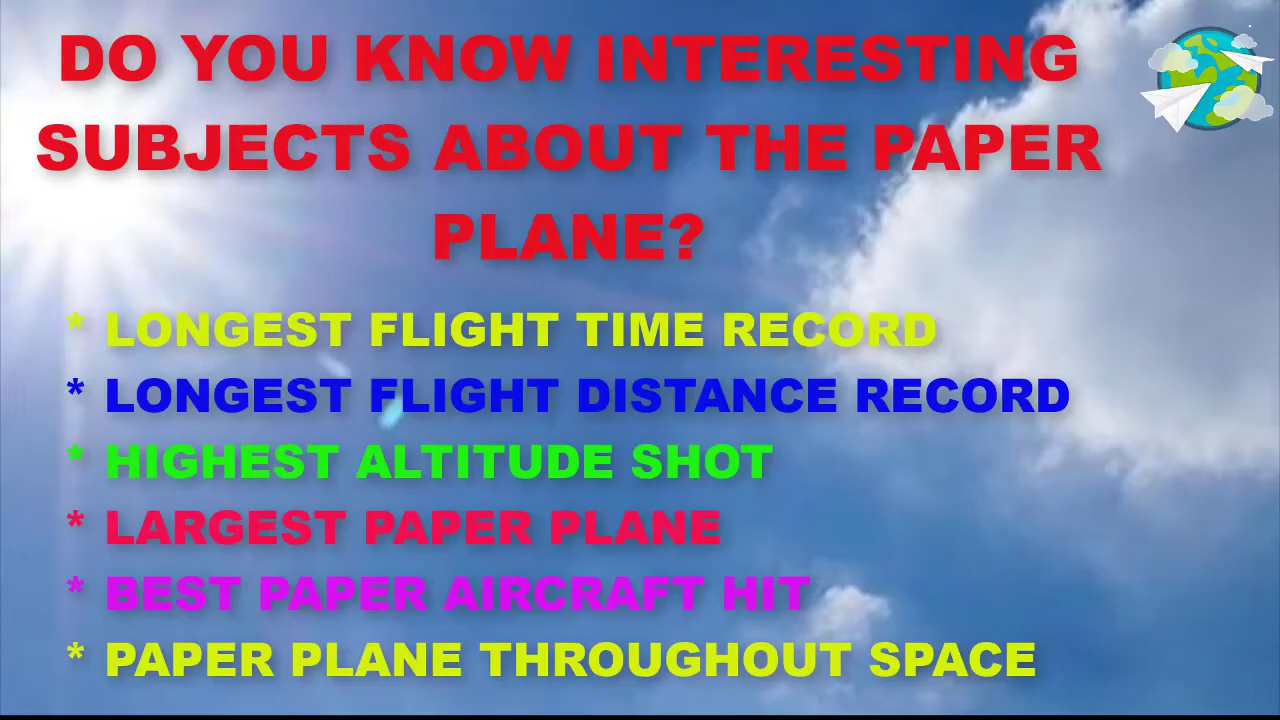 DO YOU KNOW INTERESTING
SUBJECTS ABOUT THE PAPER
PLANE?
* LONGEST FLIGHT TIME RECORD
* LONGEST FLIGHT DISTANCE RECORD
* HIGHEST ALTITUDE SHOT
* LARGEST PAPER PLANE
* BEST PAPER AIRCRAFT HIT
* PAPER PLANE THROUGHOUT SPACE